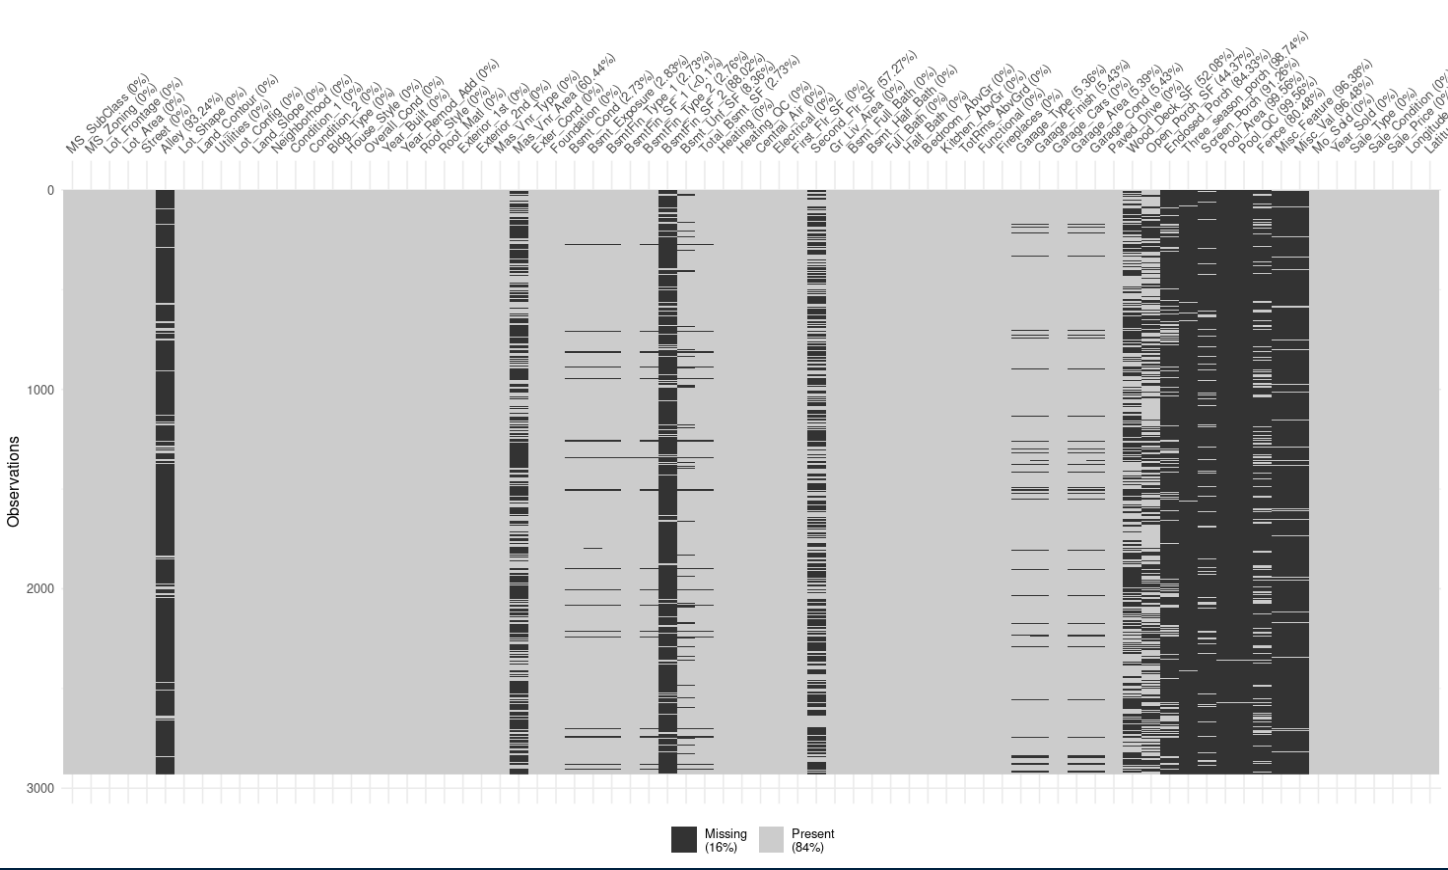 MS_SubClass (0%)
MS_Zoning (0%)
Lot_Frontage (0%)
Lot_Area (0%)
Street (0%)
Alley (93.24%)
Lot_Shape (0%)
Land_Contour (0%)
Utilities (0%)
Lot_Config (0%)
Land_Slope (0%)
Neighborhood (0%)
Condition_1 (0%)
Condition_2 (0%)
Bldg_Type (0%)
House_Style (0%)
Overall_Cond (0%)
Year_Built (0%)
Year_Remod_Add (0%)
Roof_Style (0%)
Roof_Matl (0%)
Exterior_1st (0%)
Exterior_2nd (0%)
Mas_Vnr_Type (0%)
Mas_Vnr_Area (60.44%)
Exter_Cond (0%)
Foundation (0%)
Bsmt_Cond (2.73%)
Bsmt_Exposure (2.83%)
BsmtFin_Type_1 (2.73%)
BsmtFin_SF_1 (<0.1%)
BsmtFin_Type_2 (2.76%)
BsmtFin_SF_2 (88.02%)
Bsmt_Unf_SF (8.36%)
Total_Bsmt_SF (2.73%)
Heating (0%)
Heating_QC (0%)
Central_Air (0%)
Electrical (0%)
First_Flr_SF (0%)
Second_Flr_SF (57.27%)
Gr_Liv_Area (0%)
Bsmt_Full_Bath (0%)
Bsmt_Half_Bath (0%)
Full_Bath (0%)
Half_Bath (0%)
Bedroom_AbvGr (0%)
Kitchen_AbvGr (0%)
TotRms_AbvGrd (0%)
Functional (0%)
Fireplaces (0%)
Garage_Type (5.36%)
Garage_Finish (5.43%)
Garage_Cars (0%)
Garage_Area (5.39%)
Garage_Cond (5.43%)
Paved_Drive (0%)
Wood_Deck_SF (52.08%)
Open_Porch_SF (44.37%)
Enclosed_Porch (84.33%)
Three_season_porch (98.74%)
Screen_Porch (91.26%)
Pool_Area (99.56%)
Pool_QC (99.56%)
Fence (80.48%)
Misc_Feature (96.38%)
Misc_Val (96.48%)
Mo_Sold (0%)
Year_Sold (0%)
Sale_Type (0%)
Sale_Condition (0%)
Sale_Price (0%)
Longitude
0
1000
2000
3000
Observations
Missing
(16%)
Present
(84%)